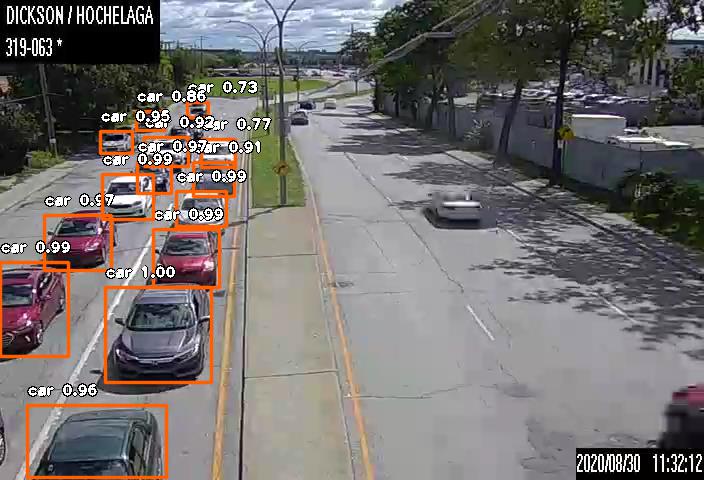 DICKSON / HOCHELAGA
319-063 *
car 0.73
car 0.86
car 0.95
car 0.92
car 0.77
car 0.97
car 0.91
car 0.99
car 0.99
car 0.97
car 0.99
car 0.99
car 1.00
car 0.96
2020/08/30 11:32:12